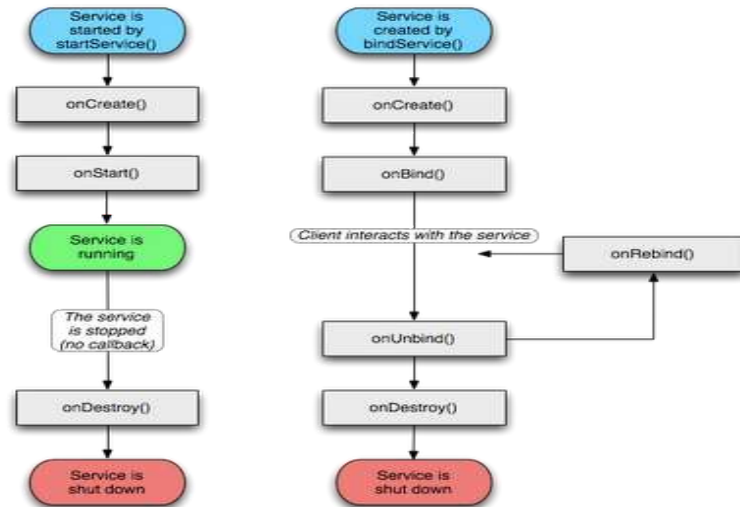 Service is
started by
startService()
onCreate()
onStart()
Service is
running
The service
is stopped
(no callback)
onDestroy()
Service is
shut down
Service is
created by
bindService()
onCreate()
onBind()
Client interacts with the service
onRebind()
onUnbind()
onDestroy()
Service is
shut down